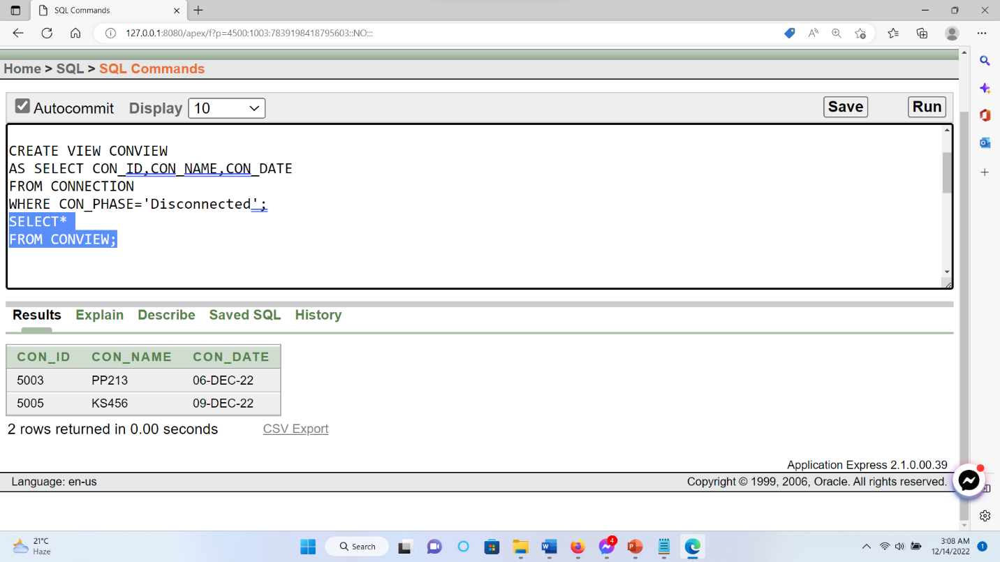 SQL Commands
127.0.0.1:8080/apex/f?p=4500:1003:7839198418795603::NO:::
Home > SQL > SQL Commands
Autocommit Display 10 Save Run
CREATE VIEW CONVIEW
AS SELECT CON_ID,CON_NAME,CON_DATE
FROM CONNECTION
WHERE CON_PHASE='Disconnected';
SELECT*
FROM CONVIEW;
Results Explain Describe Saved SQL History
CON_ID CON_NAME CON_DATE
5003 PP213 06-DEC-22
5005 KS456 09-DEC-22
2 rows returned in 0.00 seconds CSV Export
Application Express 2.1.0.00.39
Language: en-us Copyright © 1999, 2006, Oracle. All rights reserved.
21°C
Haze
Search
4
3:08 AM
12/14/2022
1